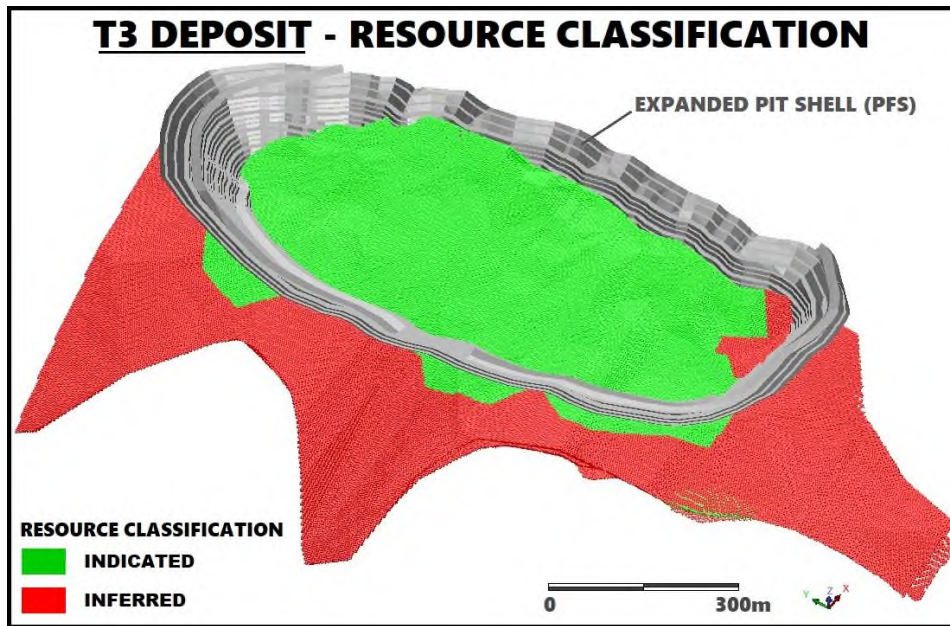 T3 DEPOSIT - RESOURCE CLASSIFICATION
EXPANDED PIT SHELL (PFS)
RESOURCE CLASSIFICATION
INDICATED
INFERRED
0 300m
Y Z X